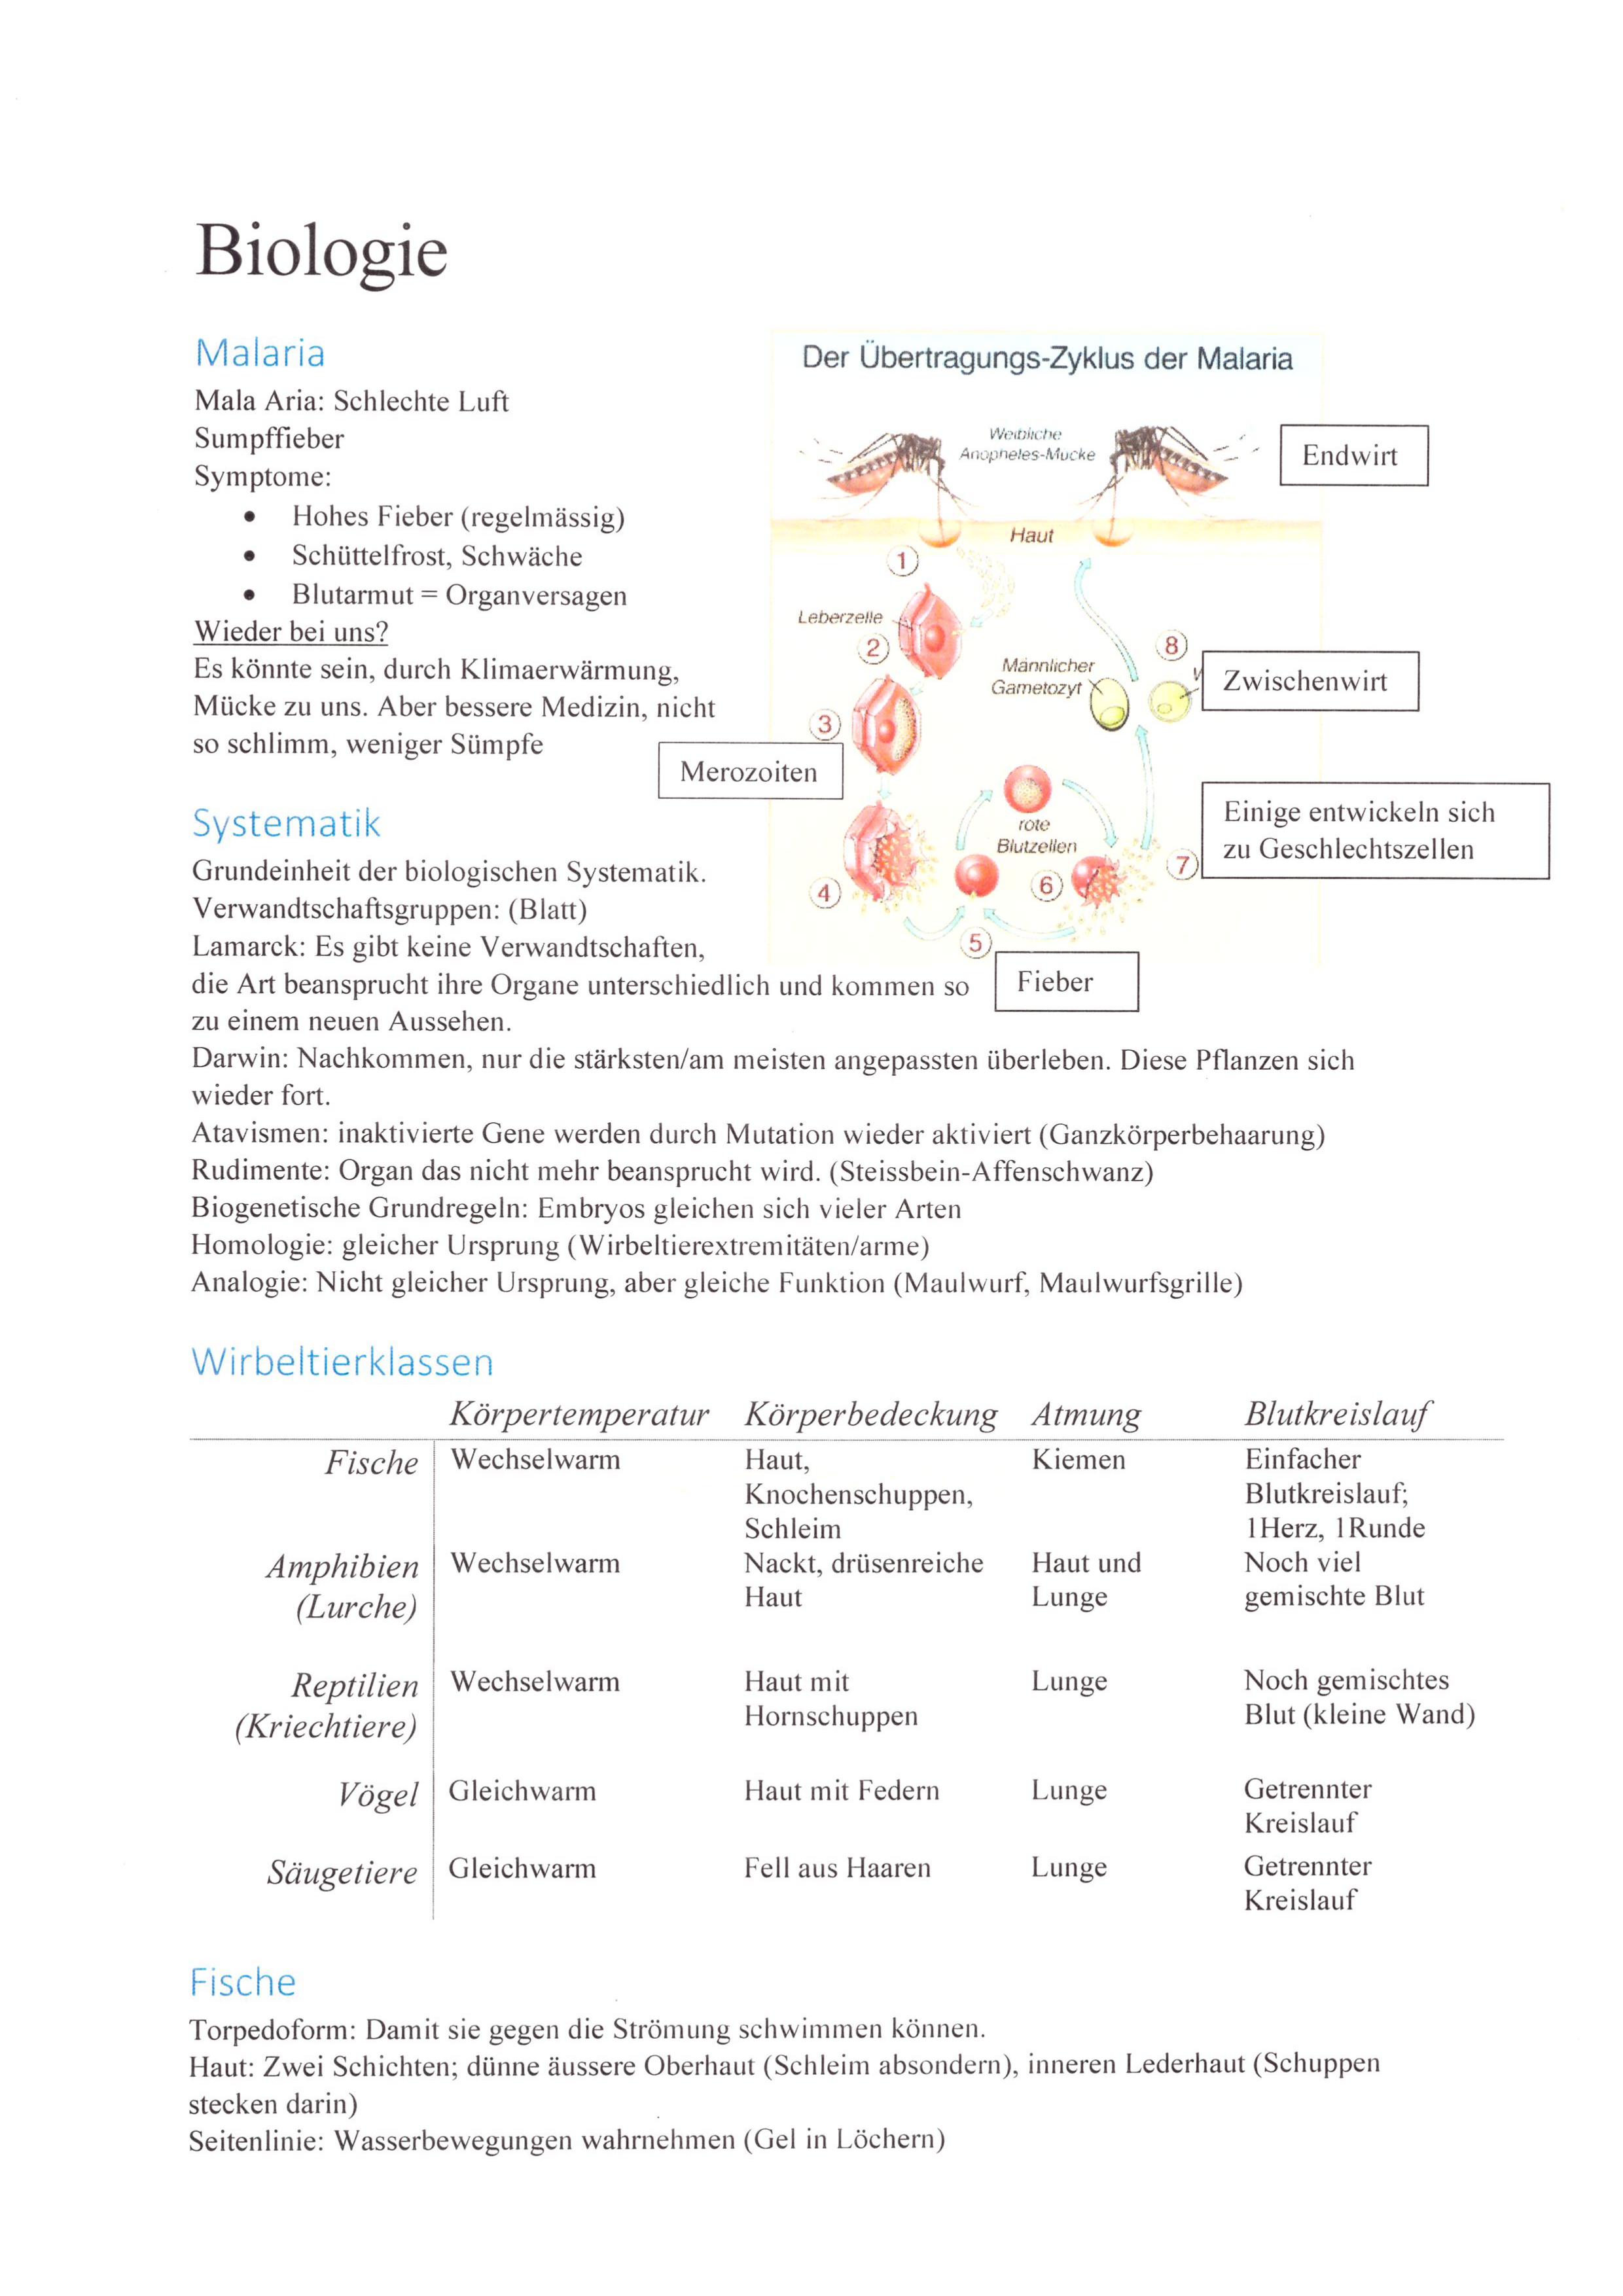 Biologie
Malaria
Mala Aria: Schlechte Luft
Sumpffieber
Symptome:
• Hohes Fieber (regelmässig)
• Schüttelfrost, Schwäche
• Blutarmut = Organversagen
Wieder bei uns?
Es könnte sein, durch Klimaerwärmung,
Mücke zu uns. Aber bessere Medizin, nicht
so schlimm, weniger Sümpfe
Der Übertragungs-Zyklus der Malaria
Weibliche
Anopheles-Mücke
Endwirt
Haut
1
Leberzelle
2
8
Männlicher
Gametozyt
Zwischenwirt
3
Merozoiten
rote
Blutzellen
Einige entwickeln sich
zu Geschlechtszellen
4
6
7
5
Fieber
Systematik
Grundeinheit der biologischen Systematik.
Verwandtschaftsgruppen: (Blatt)
Lamarck: Es gibt keine Verwandtschaften,
die Art beansprucht ihre Organe unterschiedlich und kommen so
zu einem neuen Aussehen.
Darwin: Nachkommen, nur die stärksten/am meisten angepassten überleben. Diese Pflanzen sich
wieder fort.
Atavismen: inaktivierte Gene werden durch Mutation wieder aktiviert (Ganzkörperbehaarung)
Rudimente: Organ das nicht mehr beansprucht wird. (Steissbein-Affenschwanz)
Biogenetische Grundregeln: Embryos gleichen sich vieler Arten
Homologie: gleicher Ursprung (Wirbeltierextremitäten/arme)
Analogie: Nicht gleicher Ursprung, aber gleiche Funktion (Maulwurf, Maulwurfsgrille)
Wirbeltierklassen
Körpertemperatur Körperbedeckung Atmung Blutkreislauf
Fische Wechselwarm Haut, Kiemen Einfacher
Knochenschuppen, Blutkreislauf;
Schleim 1Herz, 1Runde
Amphibien Wechselwarm Nackt, drüsenreiche Haut und Noch viel
(Lurche) Haut Lunge gemischte Blut
Reptilien Wechselwarm Haut mit Lunge Noch gemischtes
(Kriechtiere) Hornschuppen Blut (kleine Wand)
Vögel Gleichwarm Haut mit Federn Lunge Getrennter
Kreislauf
Säugetiere Gleichwarm Fell aus Haaren Lunge Getrennter
Kreislauf
Fische
Torpedoform: Damit sie gegen die Strömung schwimmen können.
Haut: Zwei Schichten; dünne äussere Oberhaut (Schleim absondern), inneren Lederhaut (Schuppen
stecken darin)
Seitenlinie: Wasserbewegungen wahrnehmen (Gel in Löchern)